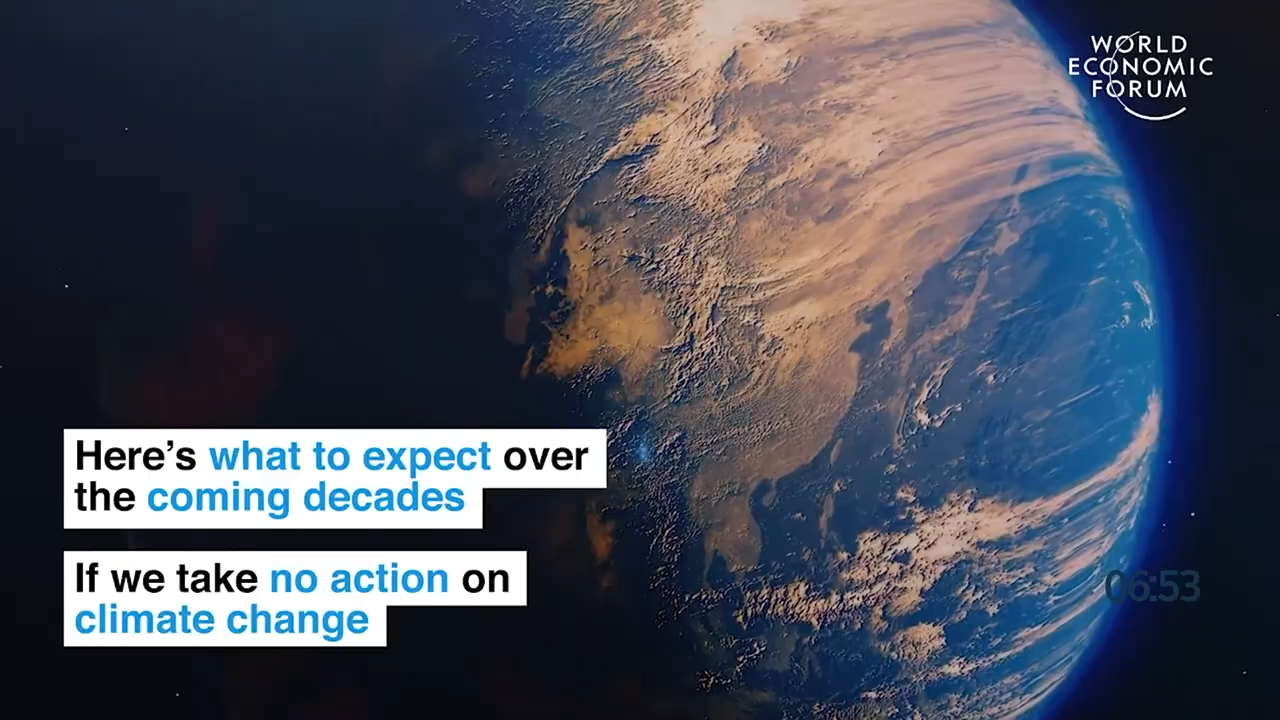 WORLD
ECONOMIC
FORUM
Here’s what to expect over
the coming decades
If we take no action on
climate change
06:53